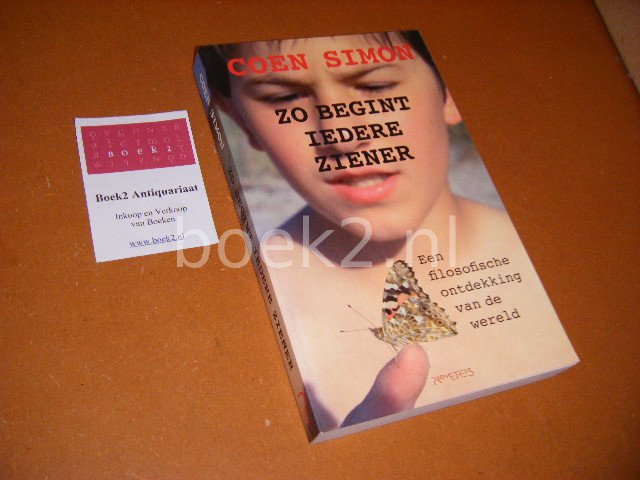 COEN SIMON
ZO BEGINT
IEDERE
ZIENER
Een
filosofische
ontdekking
van de
wereld
PROMETHEUS
Boek2
Boek2 Antiquariaat
Inkoop en Verkoop
van Boeken
www.boek2.nl
boek2.nl